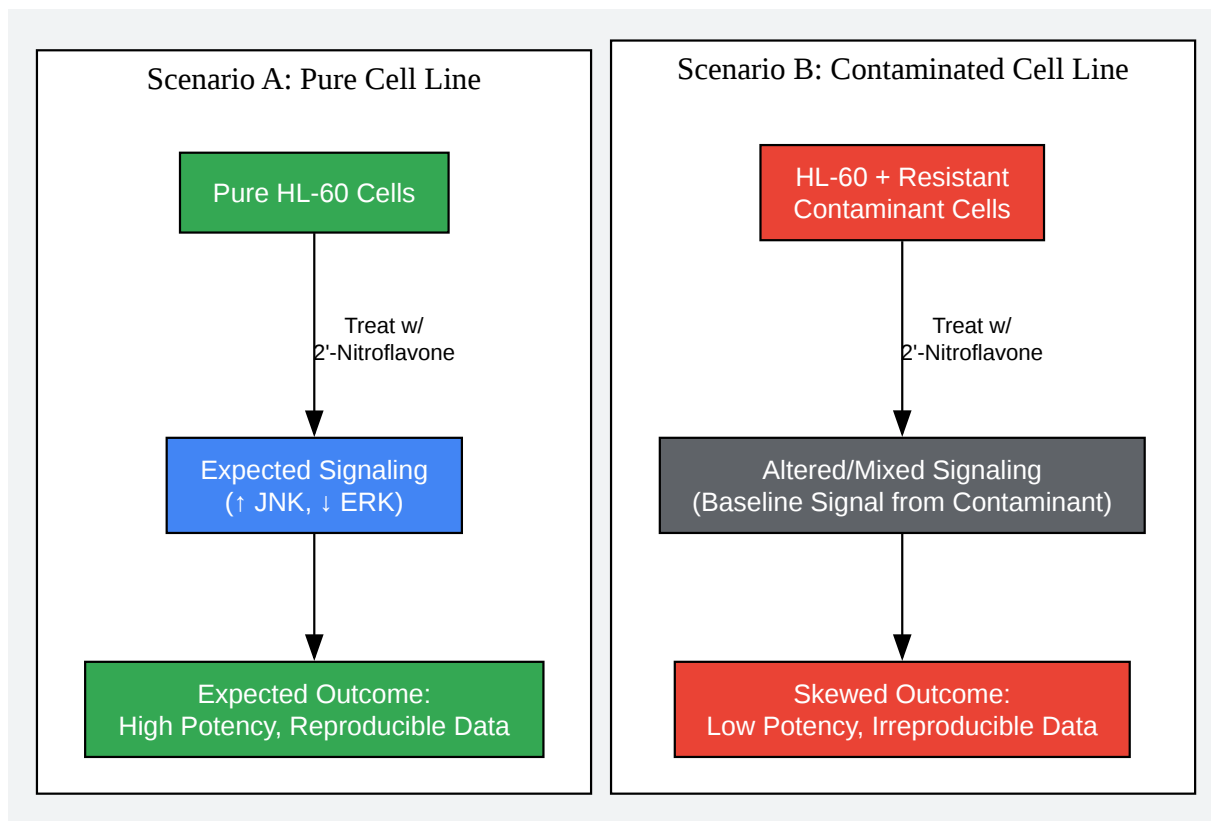 Scenario A: Pure Cell Line
Pure HL-60 Cells
Treat w/
2'-Nitroflavone
Expected Signaling
(↑ JNK, ↓ ERK)
Expected Outcome:
High Potency, Reproducible Data
Scenario B: Contaminated Cell Line
HL-60 + Resistant
Contaminant Cells
Treat w/
2'-Nitroflavone
Altered/Mixed Signaling
(Baseline Signal from Contaminant)
Skewed Outcome:
Low Potency, Irreproducible Data